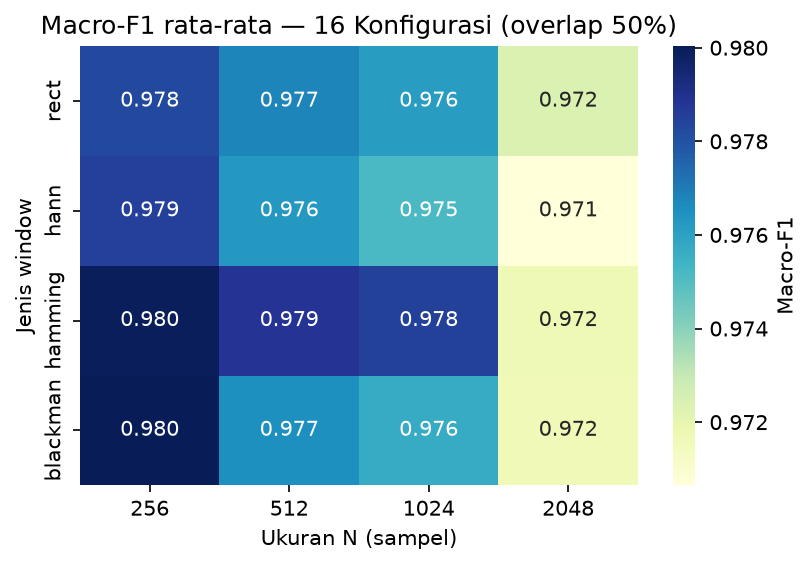 Macro-F1 rata-rata — 16 Konfigurasi (overlap 50%)
Jenis window
rect
0.978 0.977 0.976 0.972
hann
0.979 0.976 0.975 0.971
hamming
0.980 0.979 0.978 0.972
blackman
0.980 0.977 0.976 0.972
256 512 1024 2048
Ukuran N (sampel)
0.980
0.978
0.976
0.974
0.972
Macro-F1